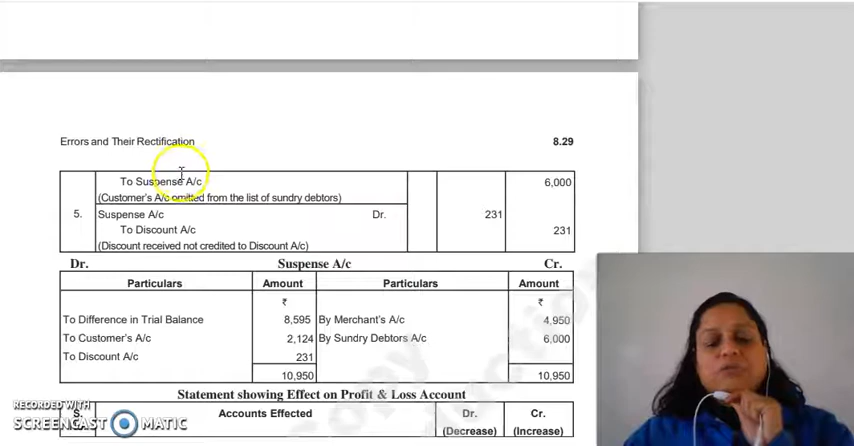 Errors and Their Rectification 8.29
To Suspense A/c 6,000
(Customer's A/c omitted from the list of sundry debtors)
5. Suspense A/c Dr. 231
To Discount A/c 231
(Discount received not credited to Discount A/c)
Dr. Suspense A/c Cr.
Particulars Amount Particulars Amount
₹ ₹
To Difference in Trial Balance 8,595 By Merchant's A/c 4,950
To Customer's A/c 2,124 By Sundry Debtors A/c 6,000
To Discount A/c 231
10,950 10,950
Statement showing Effect on Profit & Loss Account
S. Accounts Affected Dr. Cr.
(Decrease) (Increase)
RECORDED WITH
SCREENCAST MATIC